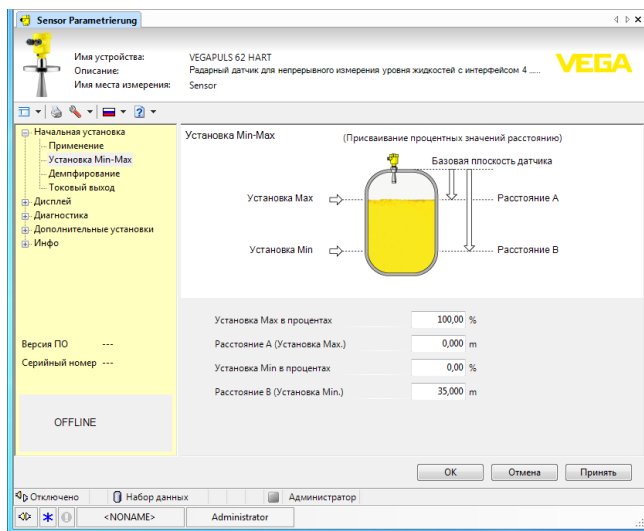 Sensor Parametrierung
Имя устройства: VEGAPULS 62 HART
Описание: Радарный датчик для непрерывного измерения уровня жидкостей с интерфейсом 4 .....
Имя места измерения: Sensor
VEGA
Начальная установка
Применение
Установка Min-Max
Демпфирование
Токовый выход
Дисплей
Диагностика
Дополнительные установки
Инфо
Версия ПО ---
Серийный номер ---
OFFLINE
Установка Min-Max
(Присваивание процентных значений расстоянию)
Базовая плоскость датчика
Установка Max
Расстояние A
Установка Min
Расстояние B
Установка Max в процентах 100,00 %
Расстояние A (Установка Max.) 0,000 m
Установка Min в процентах 0,00 %
Расстояние B (Установка Min.) 35,000 m
OK Отмена Принять
Отключено Набор данных Администратор
<NONAME> Administrator